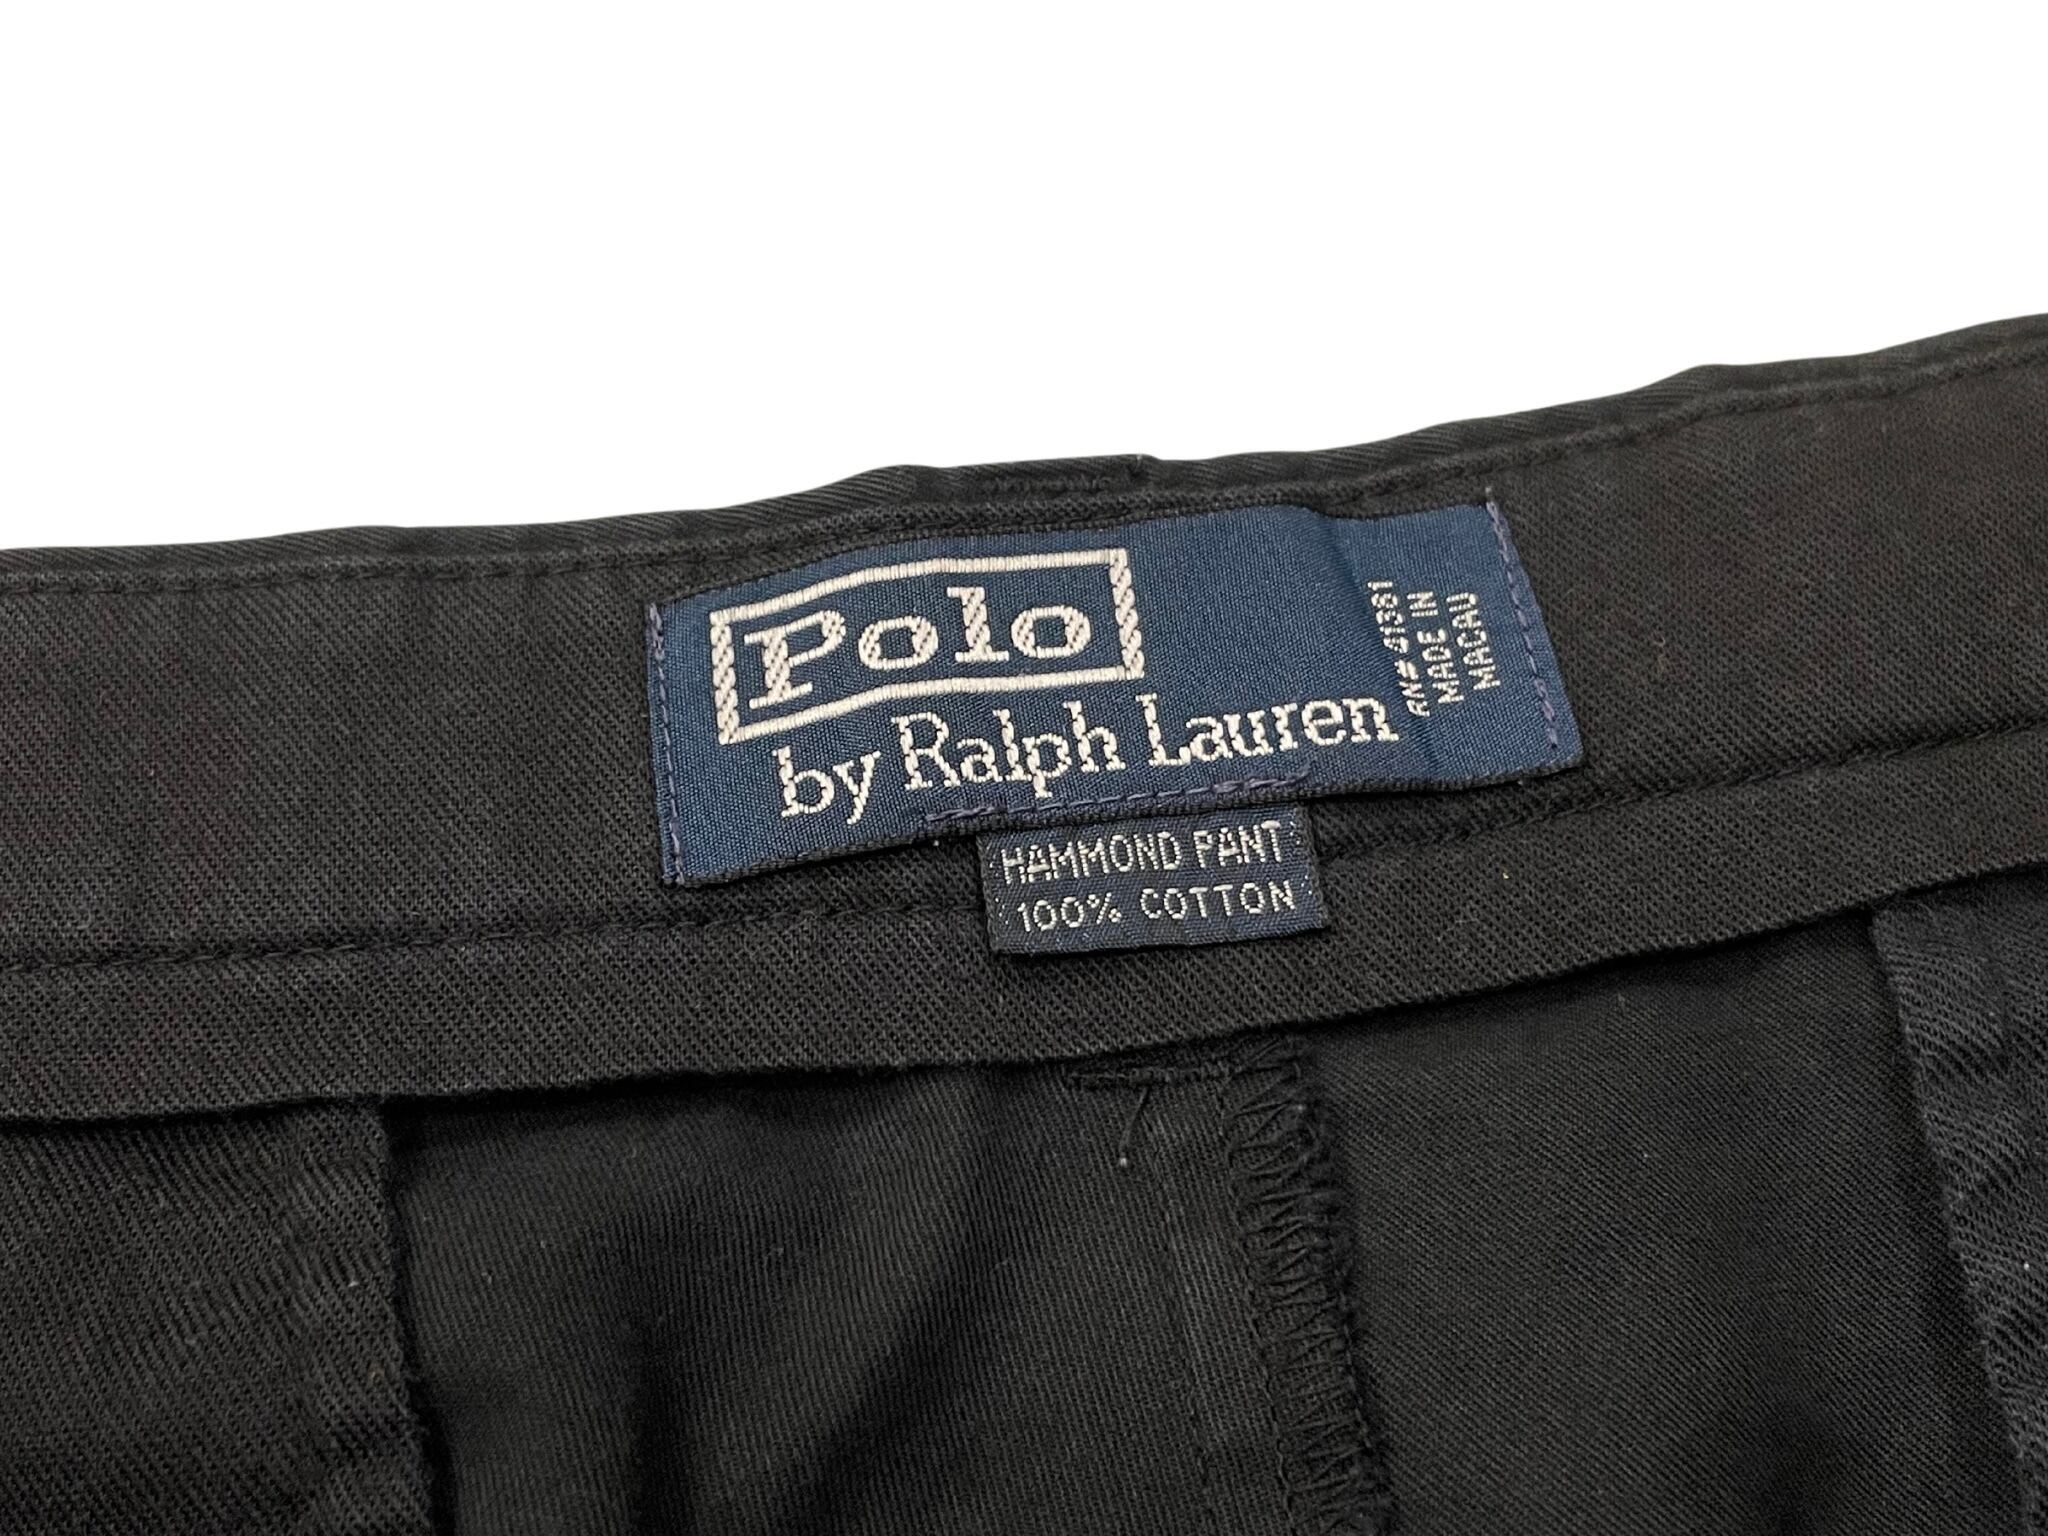 Polo
by Ralph Lauren
RN# 41381
MADE IN
MACAU
HAMMOND PANT
100% COTTON